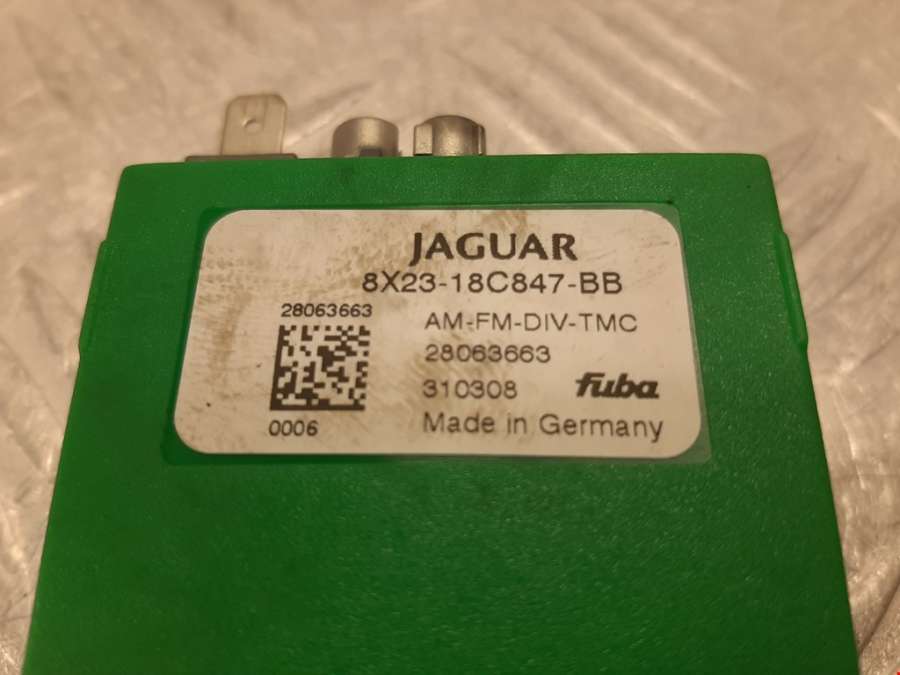 JAGUAR
8X23-18C847-BB
28063663
AM-FM-DIV-TMC
28063663
310308 fuba
0006
Made in Germany